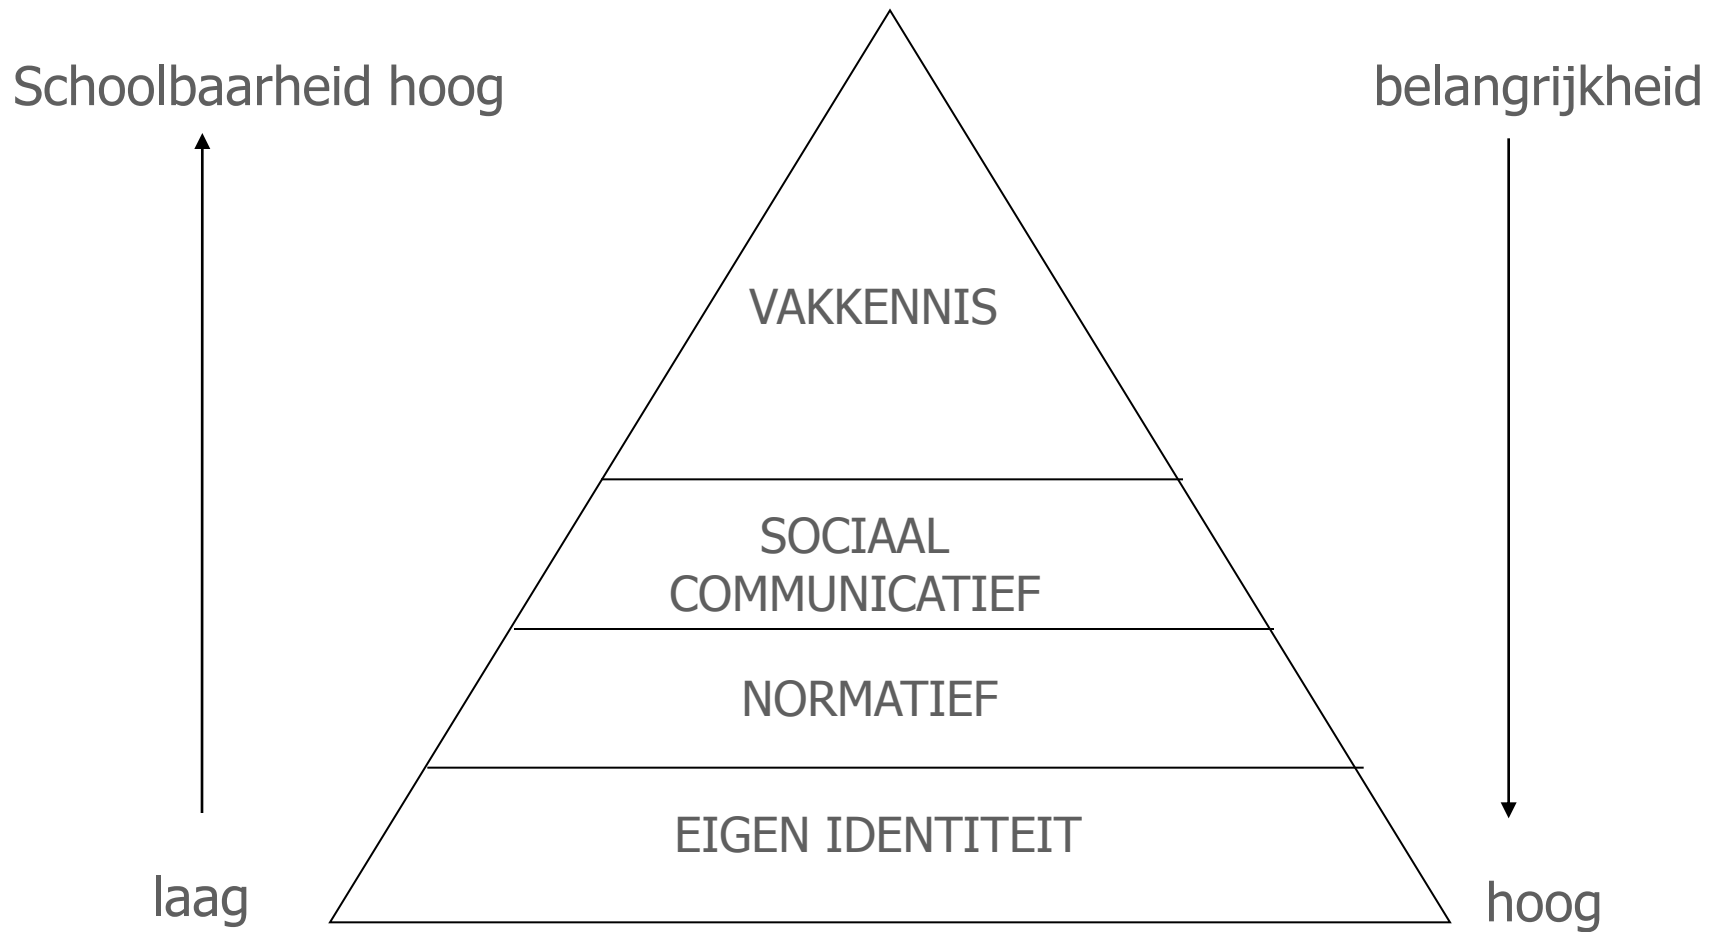 Schoolbaarheid hoog
belangrijkheid
VAKKENNIS
SOCIAAL
COMMUNICATIEF
NORMATIEF
EIGEN IDENTITEIT
laag
hoog